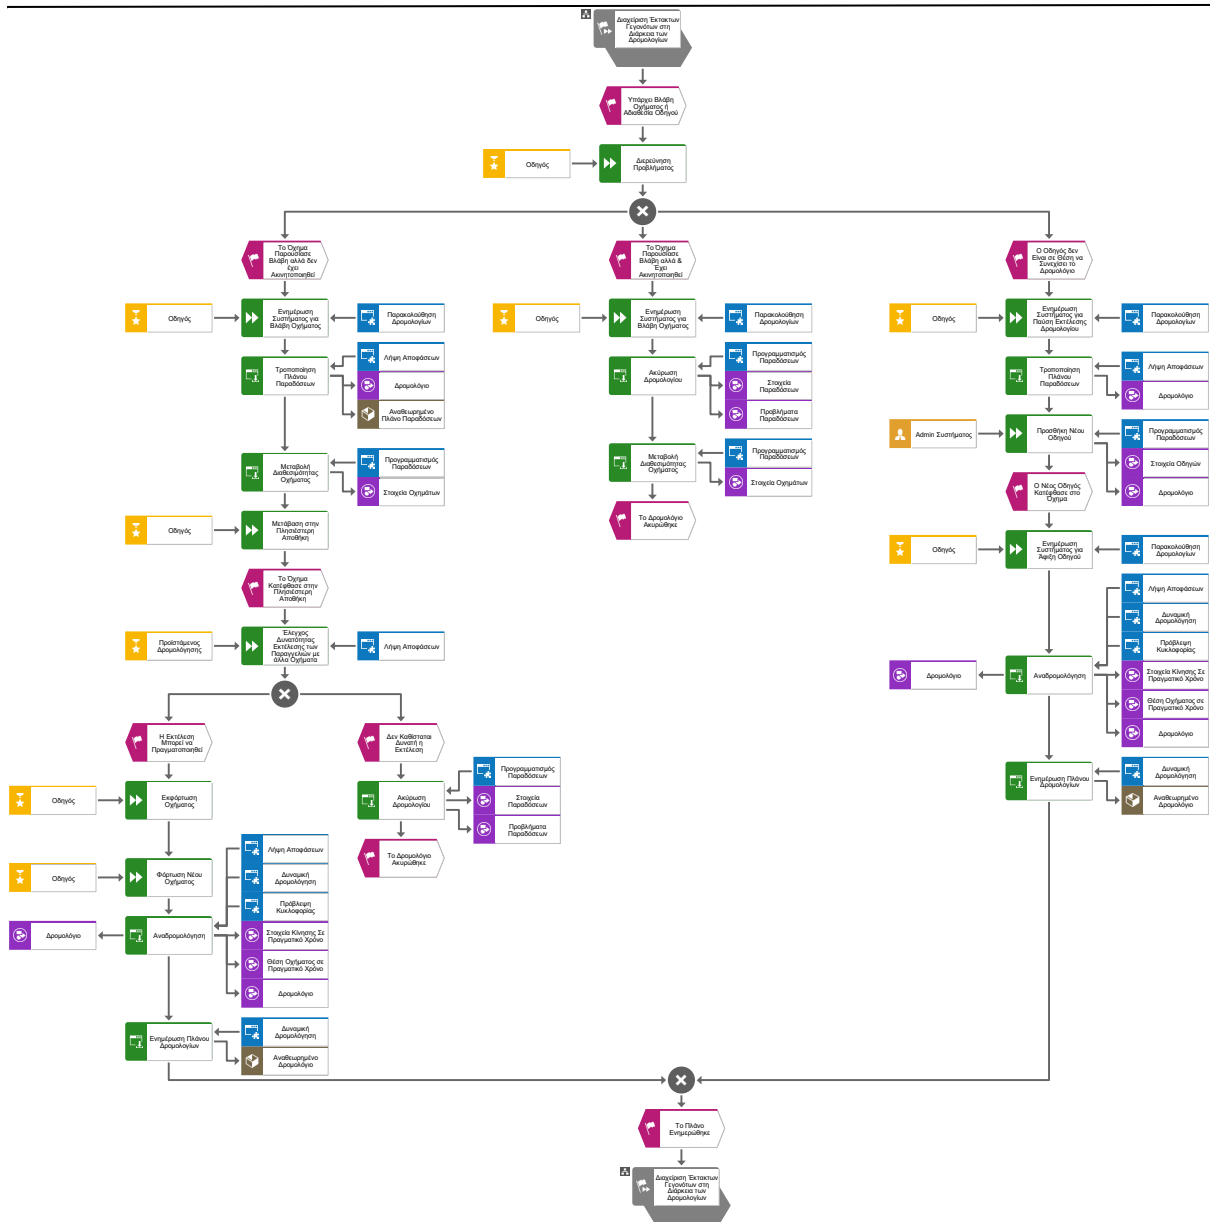 Διαχείριση Έκτακτων
Γεγονότων στη
Διάρκεια των
Δρομολογίων
Υπάρχει Βλάβη
Οχήματος ή
Αδιαθεσία Οδηγού
Οδηγός
Διερεύνηση
Προβλήματος
Το Όχημα
Παρουσίασε
Βλάβη αλλά δεν
έχει
Ακινητοποιηθεί
Το Όχημα
Παρουσίασε
Βλάβη αλλά &
Έχει
Ακινητοποιηθεί
Ο Οδηγός δεν
Είναι σε Θέση να
Συνεχίσει το
Δρομολόγιο
Οδηγός
Ενημέρωση
Συστήματος για
Βλάβη Οχήματος
Παρακολούθηση
Δρομολογίων
Οδηγός
Ενημέρωση
Συστήματος για
Βλάβη Οχήματος
Παρακολούθηση
Δρομολογίων
Οδηγός
Ενημέρωση
Συστήματος για
Παύση Εκτέλεσης
Δρομολογίου
Παρακολούθηση
Δρομολογίων
Τροποποίηση
Πλάνου
Παραδόσεων
Λήψη Αποφάσεων
Δρομολόγιο
Αναθεωρημένο
Πλάνο Παραδόσεων
Ακύρωση
Δρομολογίου
Προγραμματισμός
Παραδόσεων
Στοιχεία
Παραδόσεων
Προβλήματα
Παραδόσεων
Τροποποίηση
Πλάνου
Παραδόσεων
Λήψη Αποφάσεων
Δρομολόγιο
Admin Συστήματος
Προσθήκη Νέου
Οδηγού
Προγραμματισμός
Παραδόσεων
Στοιχεία Οδηγών
Δρομολόγιο
Μεταβολή
Διαθεσιμότητας
Οχήματος
Προγραμματισμός
Παραδόσεων
Στοιχεία Οχημάτων
Μεταβολή
Διαθεσιμότητας
Οχήματος
Προγραμματισμός
Παραδόσεων
Στοιχεία Οχημάτων
Ο Νέος Οδηγός
Κατέφθασε στο
Όχημα
Οδηγός
Μετάβαση στην
Πλησιέστερη
Αποθήκη
Το Δρομολόγιο
Ακυρώθηκε
Οδηγός
Ενημέρωση
Συστήματος για
Άφιξη Οδηγού
Παρακολούθηση
Δρομολογίων
Το Όχημα
Κατέφθασε στην
Πλησιέστερη
Αποθήκη
Προϊστάμενος
Δρομολόγησης
Έλεγχος
Δυνατότητας
Εκτέλεσης των
Παραγγελιών με
άλλα Οχήματα
Λήψη Αποφάσεων
Λήψη Αποφάσεων
Δυναμική
Δρομολόγηση
Πρόβλεψη
Κυκλοφορίας
Δρομολόγιο
Αναδρομολόγηση
Στοιχεία Κίνησης Σε
Πραγματικό Χρόνο
Θέση Οχήματος σε
Πραγματικό Χρόνο
Δρομολόγιο
Η Εκτέλεση
Μπορεί να
Πραγματοποιηθεί
Δεν Καθίσταται
Δυνατή η
Εκτέλεση
Οδηγός
Εκφόρτωση
Οχήματος
Ακύρωση
Δρομολογίου
Προγραμματισμός
Παραδόσεων
Στοιχεία
Παραδόσεων
Προβλήματα
Παραδόσεων
Ενημέρωση Πλάνου
Δρομολογίων
Δυναμική
Δρομολόγηση
Αναθεωρημένο
Δρομολόγιο
Το Δρομολόγιο
Ακυρώθηκε
Οδηγός
Φόρτωση Νέου
Οχήματος
Λήψη Αποφάσεων
Δυναμική
Δρομολόγηση
Πρόβλεψη
Κυκλοφορίας
Δρομολόγιο
Αναδρομολόγηση
Στοιχεία Κίνησης Σε
Πραγματικό Χρόνο
Θέση Οχήματος σε
Πραγματικό Χρόνο
Δρομολόγιο
Ενημέρωση Πλάνου
Δρομολογίων
Δυναμική
Δρομολόγηση
Αναθεωρημένο
Δρομολόγιο
Το Πλάνο
Ενημερώθηκε
Διαχείριση Έκτακτων
Γεγονότων στη
Διάρκεια των
Δρομολογίων